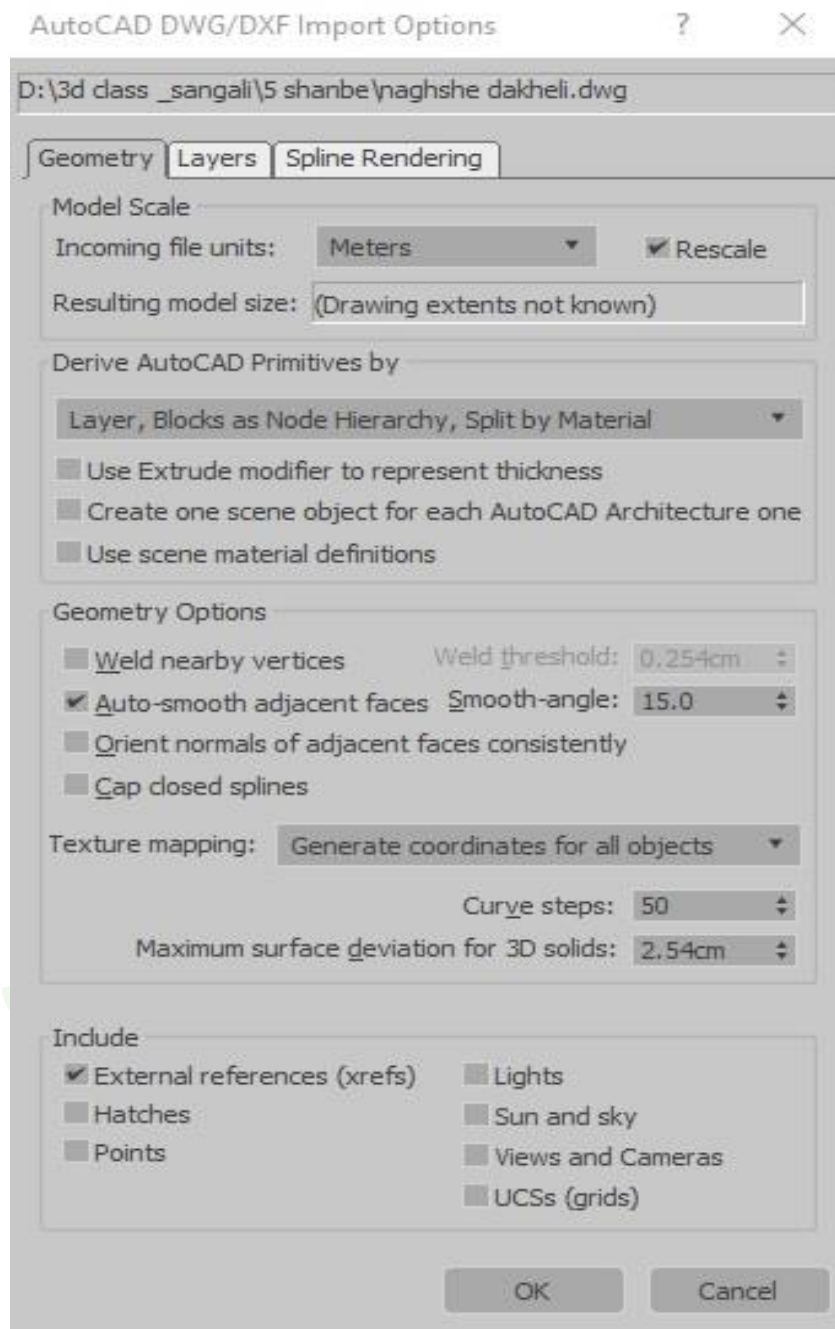 AutoCAD DWG/DXF Import Options ?
D:\3d class _sangali\5 shanbe\naghshe dakheli.dwg
Geometry Layers Spline Rendering
Model Scale
Incoming file units: Meters Rescale
Resulting model size: (Drawing extents not known)
Derive AutoCAD Primitives by
Layer, Blocks as Node Hierarchy, Split by Material
Use Extrude modifier to represent thickness
Create one scene object for each AutoCAD Architecture one
Use scene material definitions
Geometry Options
Weld nearby vertices Weld threshold: 0.254cm
Auto-smooth adjacent faces Smooth-angle: 15.0
Orient normals of adjacent faces consistently
Cap closed splines
Texture mapping: Generate coordinates for all objects
Curve steps: 50
Maximum surface deviation for 3D solids: 2.54cm
Include
External references (xrefs) Lights
Hatches Sun and sky
Points Views and Cameras
UCSs (grids)
OK Cancel